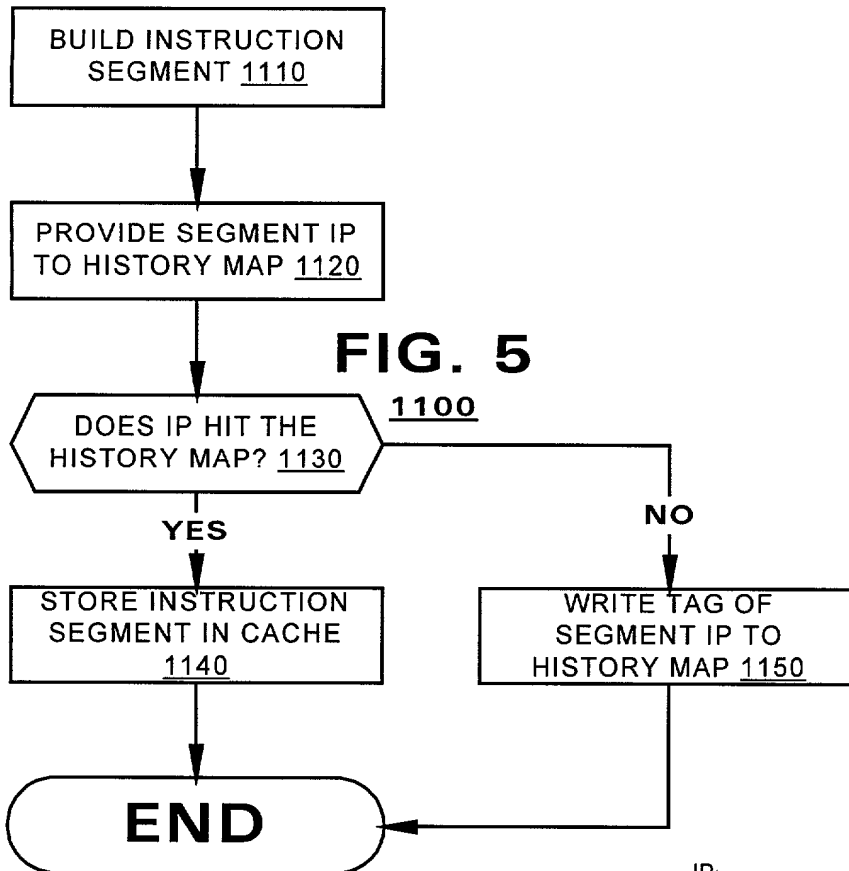 BUILD INSTRUCTION
SEGMENT 1110
PROVIDE SEGMENT IP
TO HISTORY MAP 1120
FIG. 5
1100
DOES IP HIT THE
HISTORY MAP? 1130
YES
NO
STORE INSTRUCTION
SEGMENT IN CACHE
1140
WRITE TAG OF
SEGMENT IP TO
HISTORY MAP 1150
END